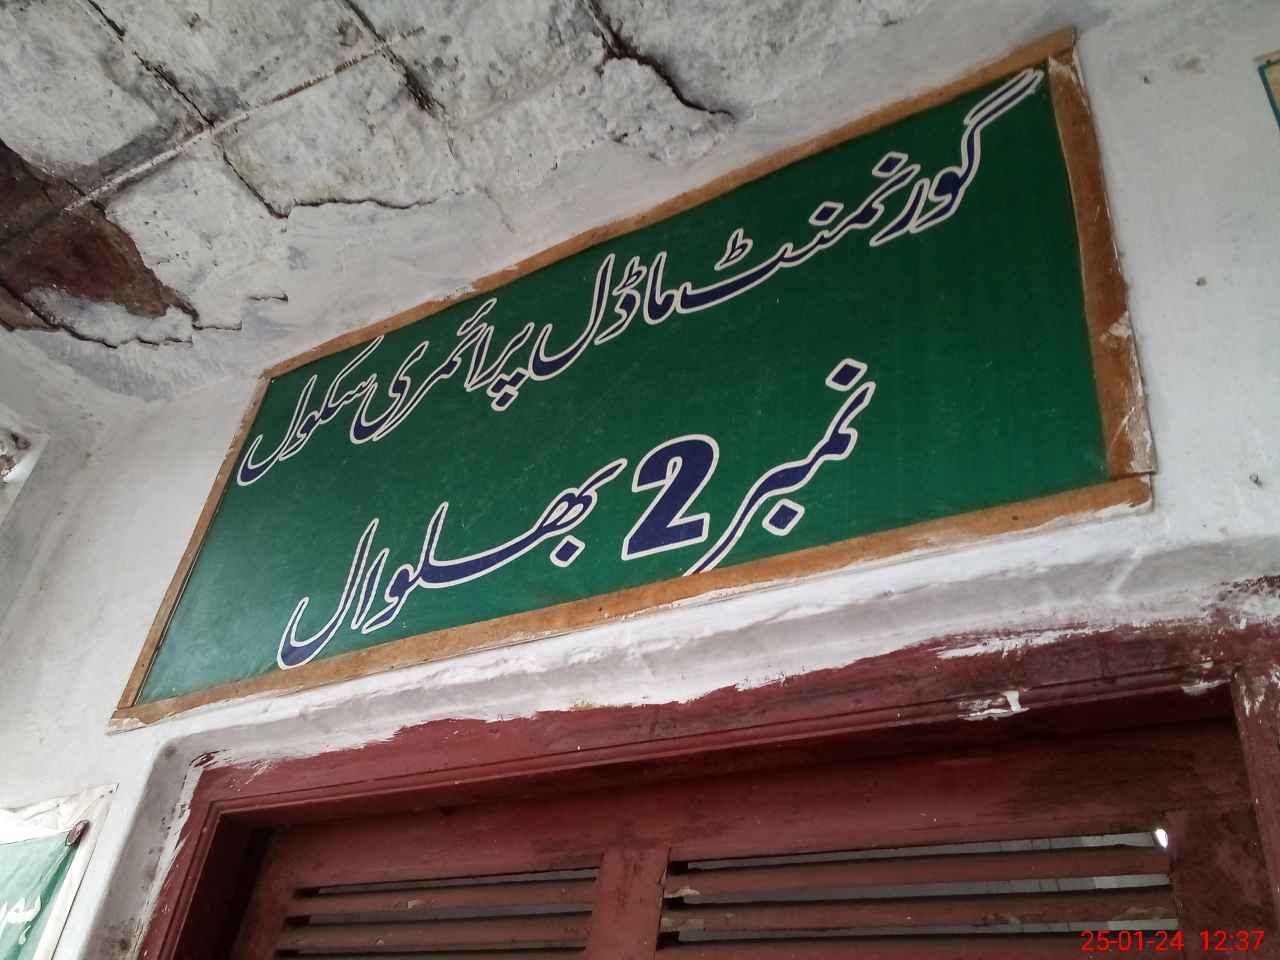 گورنمنٹ ماڈل پرائمری سکول
نمبر 2 بھلوال
25-01-24 12:37